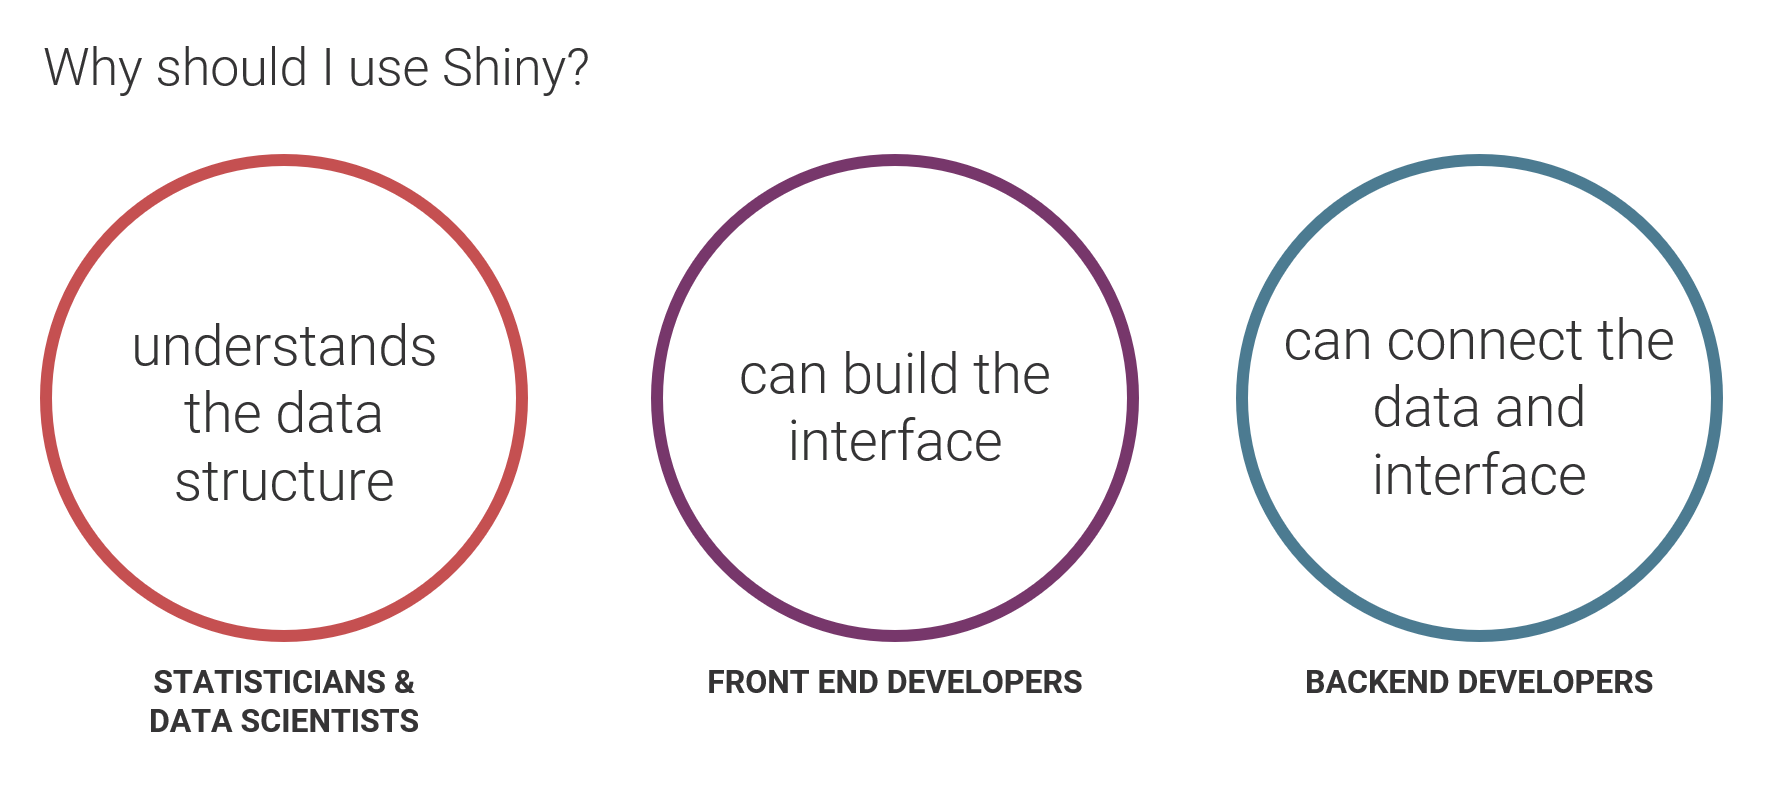 Why should I use Shiny?
understands
the data
structure
STATISTICIANS &
DATA SCIENTISTS
can build the
interface
FRONT END DEVELOPERS
can connect the
data and
interface
BACKEND DEVELOPERS